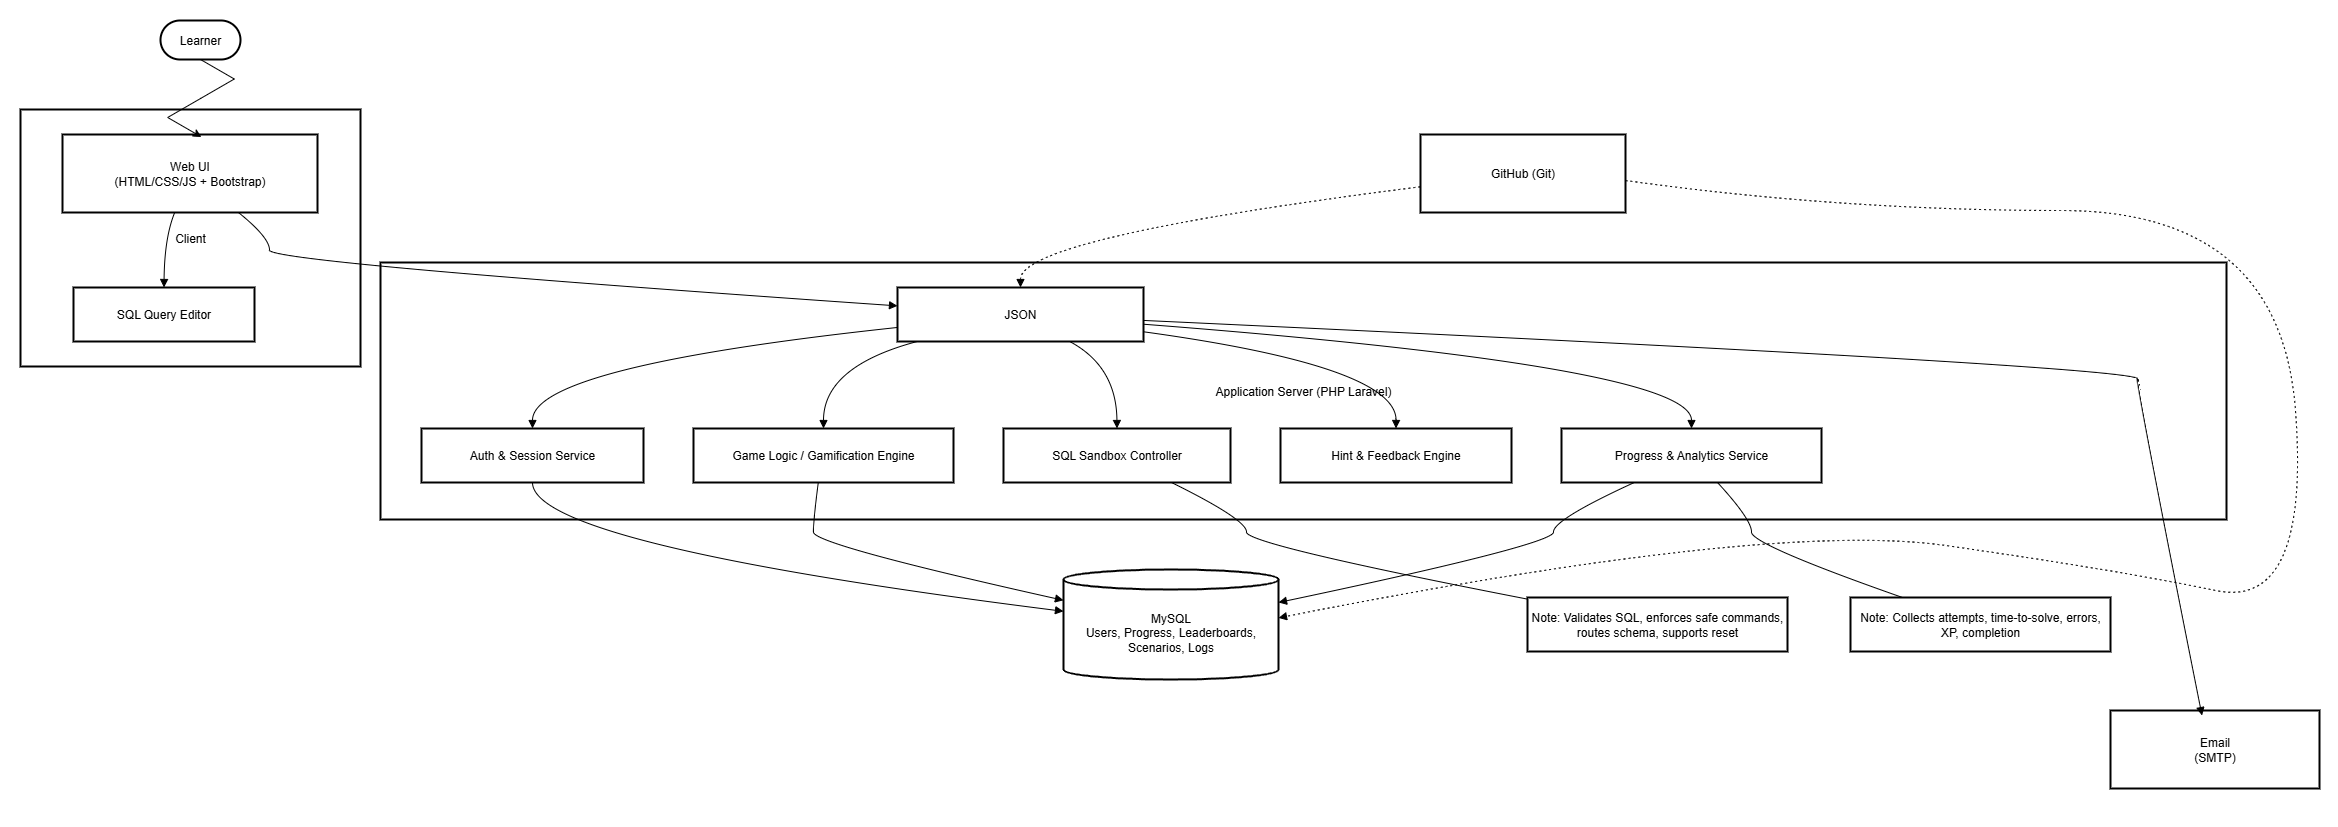 Learner
Web UI
(HTML/CSS/JS + Bootstrap)
GitHub (Git)
Client
SQL Query Editor
JSON
Application Server (PHP Laravel)
Auth & Session Service
Game Logic / Gamification Engine
SQL Sandbox Controller
Hint & Feedback Engine
Progress & Analytics Service
MySQL
Users, Progress, Leaderboards,
Scenarios, Logs
Note: Validates SQL, enforces safe commands,
routes schema, supports reset
Note: Collects attempts, time-to-solve, errors,
XP, completion
Email
(SMTP)